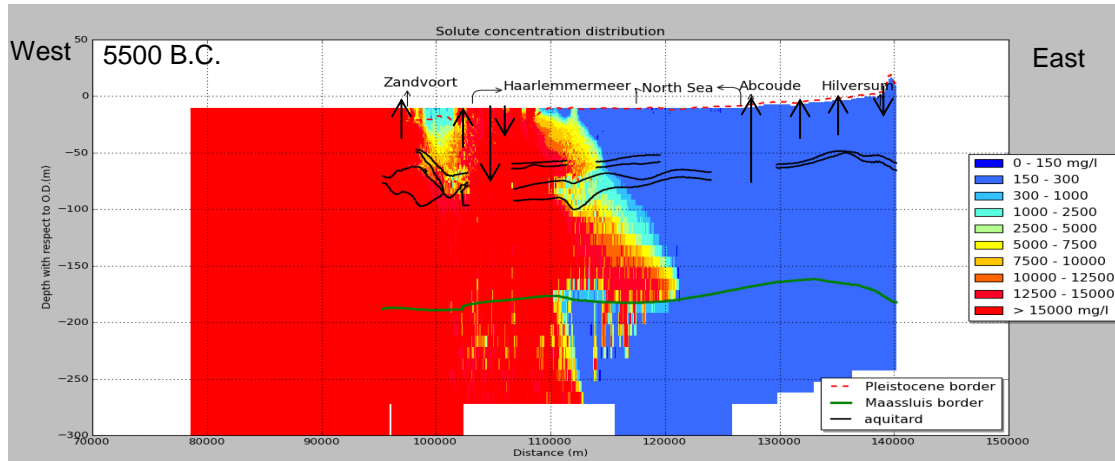 Solute concentration distribution
West
5500 B.C.
East
Zandvoort
Haarlemmermeer
North Sea
Abcoude
Hilversum
50
0
−50
−100
−150
−200
−250
−300
Depth with respect to O.D.(m)
70000
80000
90000
100000
110000
120000
130000
140000
150000
Distance (m)
0 - 150 mg/l
150 - 300
300 - 1000
1000 - 2500
2500 - 5000
5000 - 7500
7500 - 10000
10000 - 12500
12500 - 15000
> 15000 mg/l
Pleistocene border
Maassluis border
aquitard